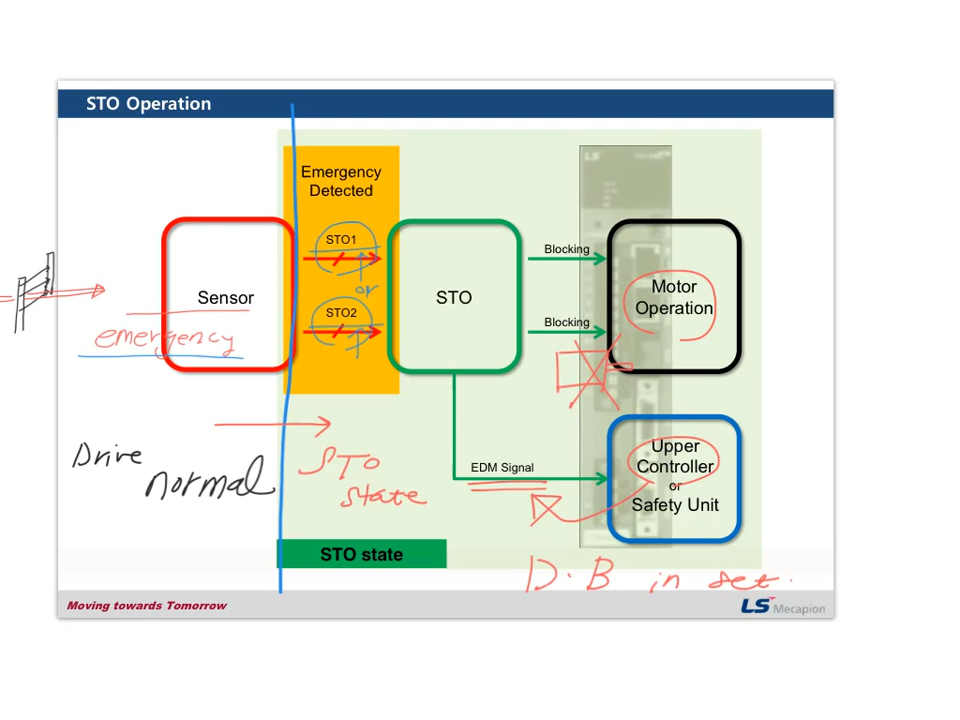 STO Operation
Emergency
Detected
STO1
or
STO2
Sensor
emergency
STO
Blocking
Blocking
Motor
Operation
Drive
normal
STO
state
EDM Signal
Upper
Controller
or
Safety Unit
STO state
D.B in set.
Moving towards Tomorrow
LS Mecapion
LS